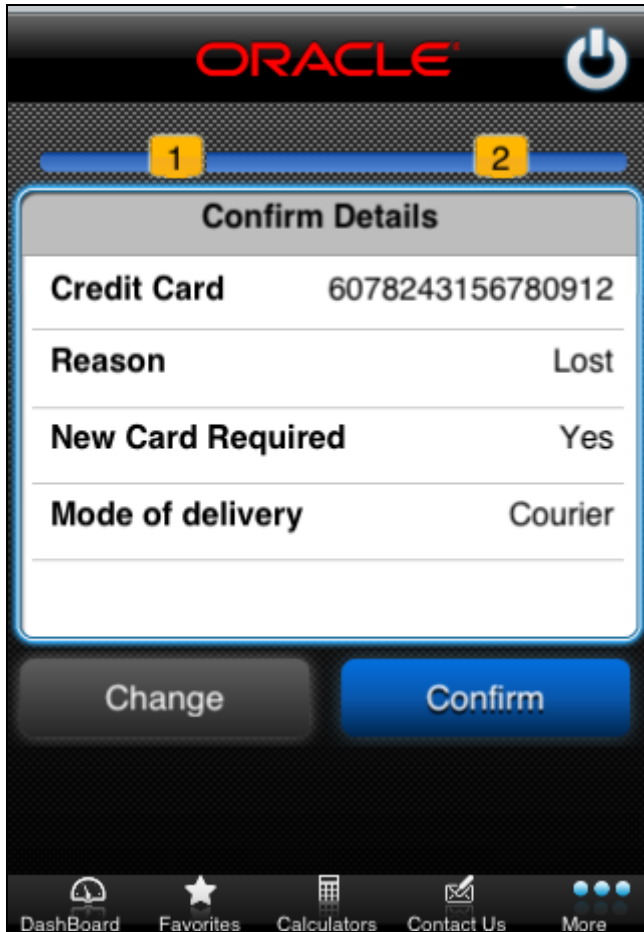 ORACLE
1 2
Confirm Details
Credit Card 6078243156780912
Reason Lost
New Card Required Yes
Mode of delivery Courier
Change Confirm
DashBoard Favorites Calculators Contact Us More